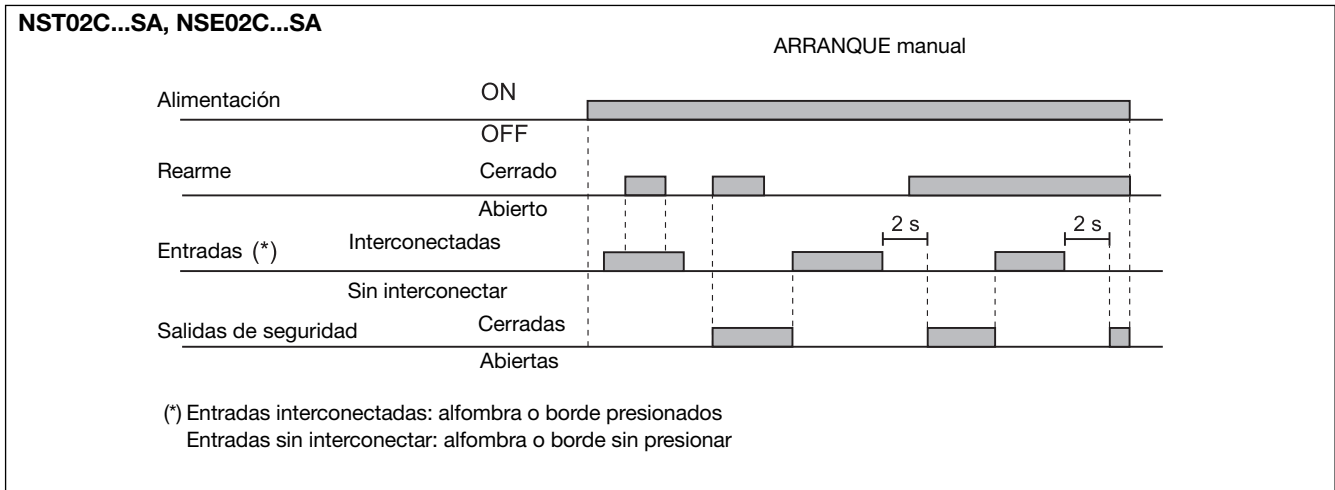 NST02C...SA, NSE02C...SA
ARRANQUE manual
Alimentación
ON
OFF
Rearme
Cerrado
Abierto
Entradas (*)
Interconectadas
2 s
2 s
Sin interconectar
Salidas de seguridad
Cerradas
Abiertas
(*) Entradas interconectadas: alfombra o borde presionados
Entradas sin interconectar: alfombra o borde sin presionar